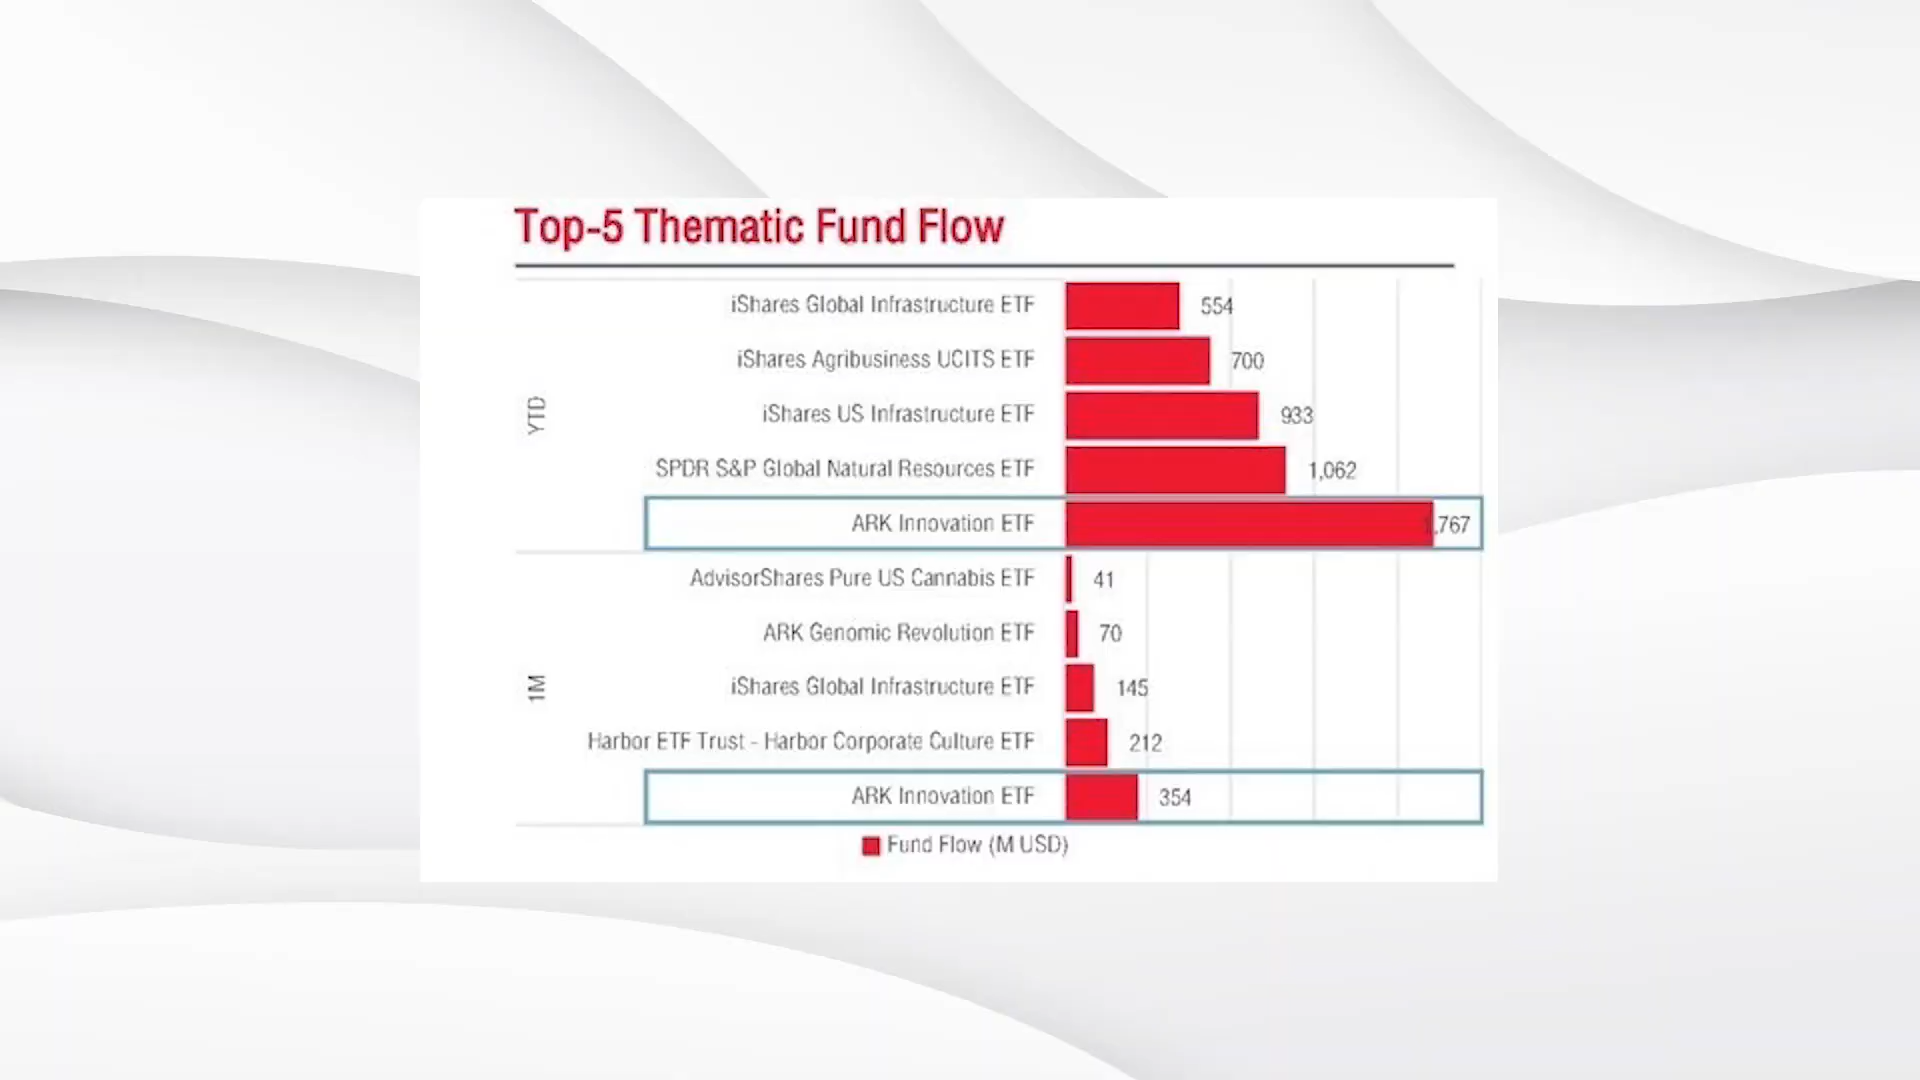 Top-5 Thematic Fund Flow
YTD
iShares Global Infrastructure ETF 554
iShares Agribusiness UCITS ETF 700
iShares US Infrastructure ETF 933
SPDR S&P Global Natural Resources ETF 1,062
ARK Innovation ETF 1,767
1M
AdvisorShares Pure US Cannabis ETF 41
ARK Genomic Revolution ETF 70
iShares Global Infrastructure ETF 145
Harbor ETF Trust - Harbor Corporate Culture ETF 212
ARK Innovation ETF 354
Fund Flow (M USD)